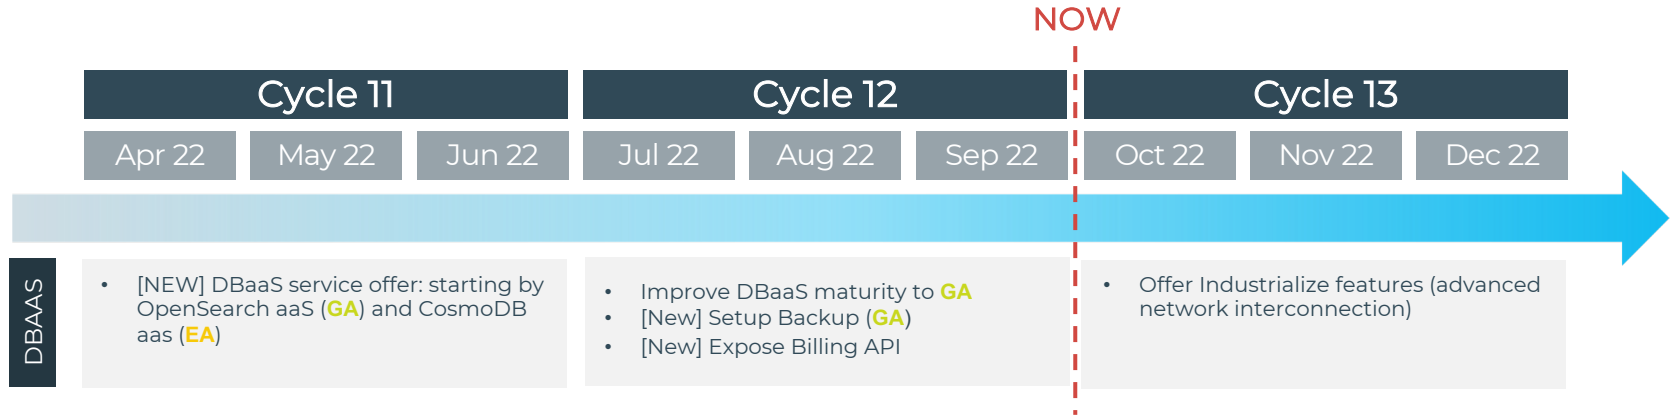 NOW
Cycle 11
Cycle 12
Cycle 13
Apr 22
May 22
Jun 22
Jul 22
Aug 22
Sep 22
Oct 22
Nov 22
Dec 22
DBAAS
• [NEW] DBaaS service offer: starting by
OpenSearch aaS (GA) and CosmoDB
aas (EA)
• Improve DBaaS maturity to GA
• [New] Setup Backup (GA)
• [New] Expose Billing API
• Offer Industrialize features (advanced
network interconnection)